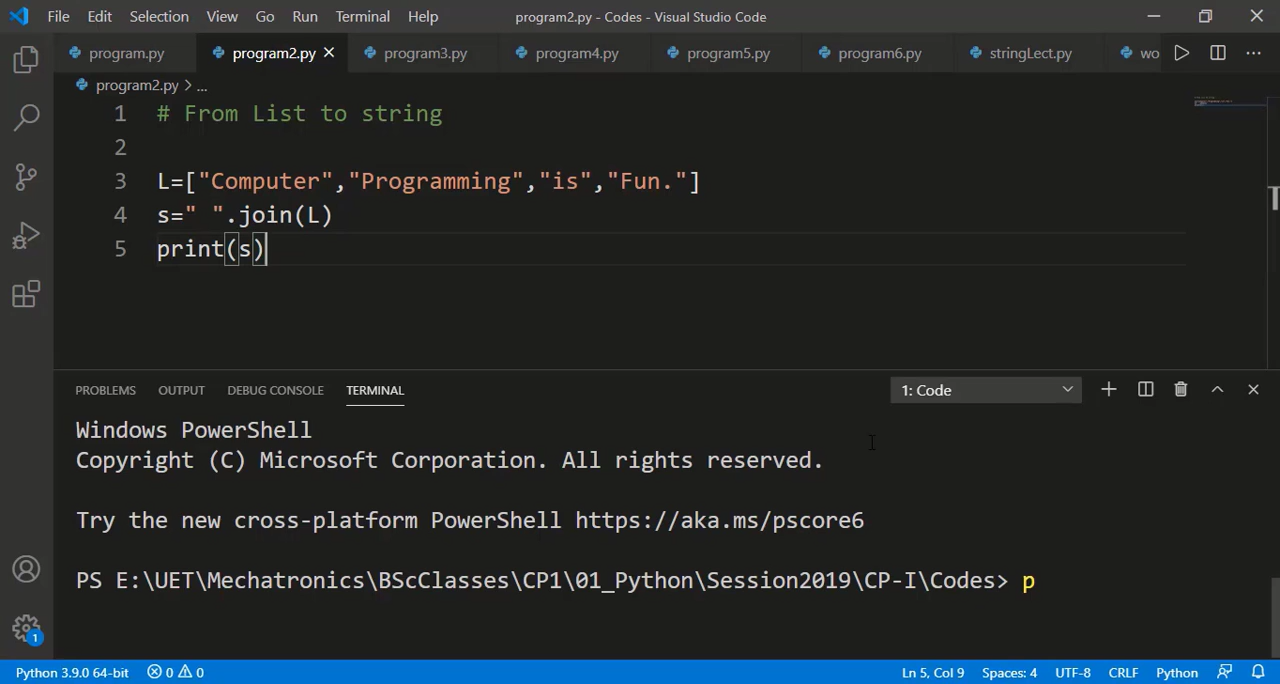 File Edit Selection View Go Run Terminal Help program2.py - Codes - Visual Studio Code
program.py program2.py program3.py program4.py program5.py program6.py stringLect.py wo
program2.py > ...
1 # From List to string
2
3 L=["Computer","Programming","is","Fun."]
4 s=" ".join(L)
5 print(s)
PROBLEMS OUTPUT DEBUG CONSOLE TERMINAL 1: Code
Windows PowerShell
Copyright (C) Microsoft Corporation. All rights reserved.
Try the new cross-platform PowerShell https://aka.ms/pscore6
PS E:\UET\Mechatronics\BScClasses\CP1\01_Python\Session2019\CP-I\Codes> p
1
Python 3.9.0 64-bit 0 0 Ln 5, Col 9 Spaces: 4 UTF-8 CRLF Python